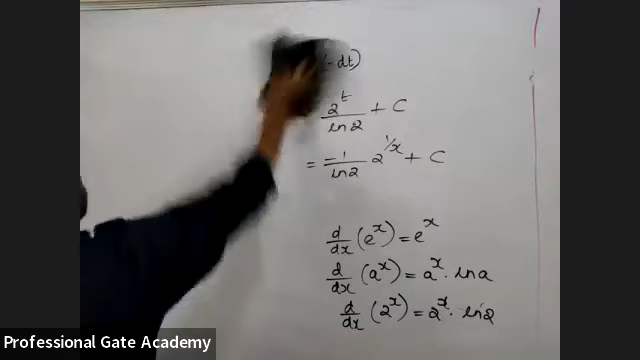 (-dt)
2^t / ln2 + C
= -1/ln2 2^1/x + C
d/dx (e^x) = e^x
d/dx (a^x) = a^x · ln a
d/dx (2^x) = 2^x · ln2
Professional Gate Academy